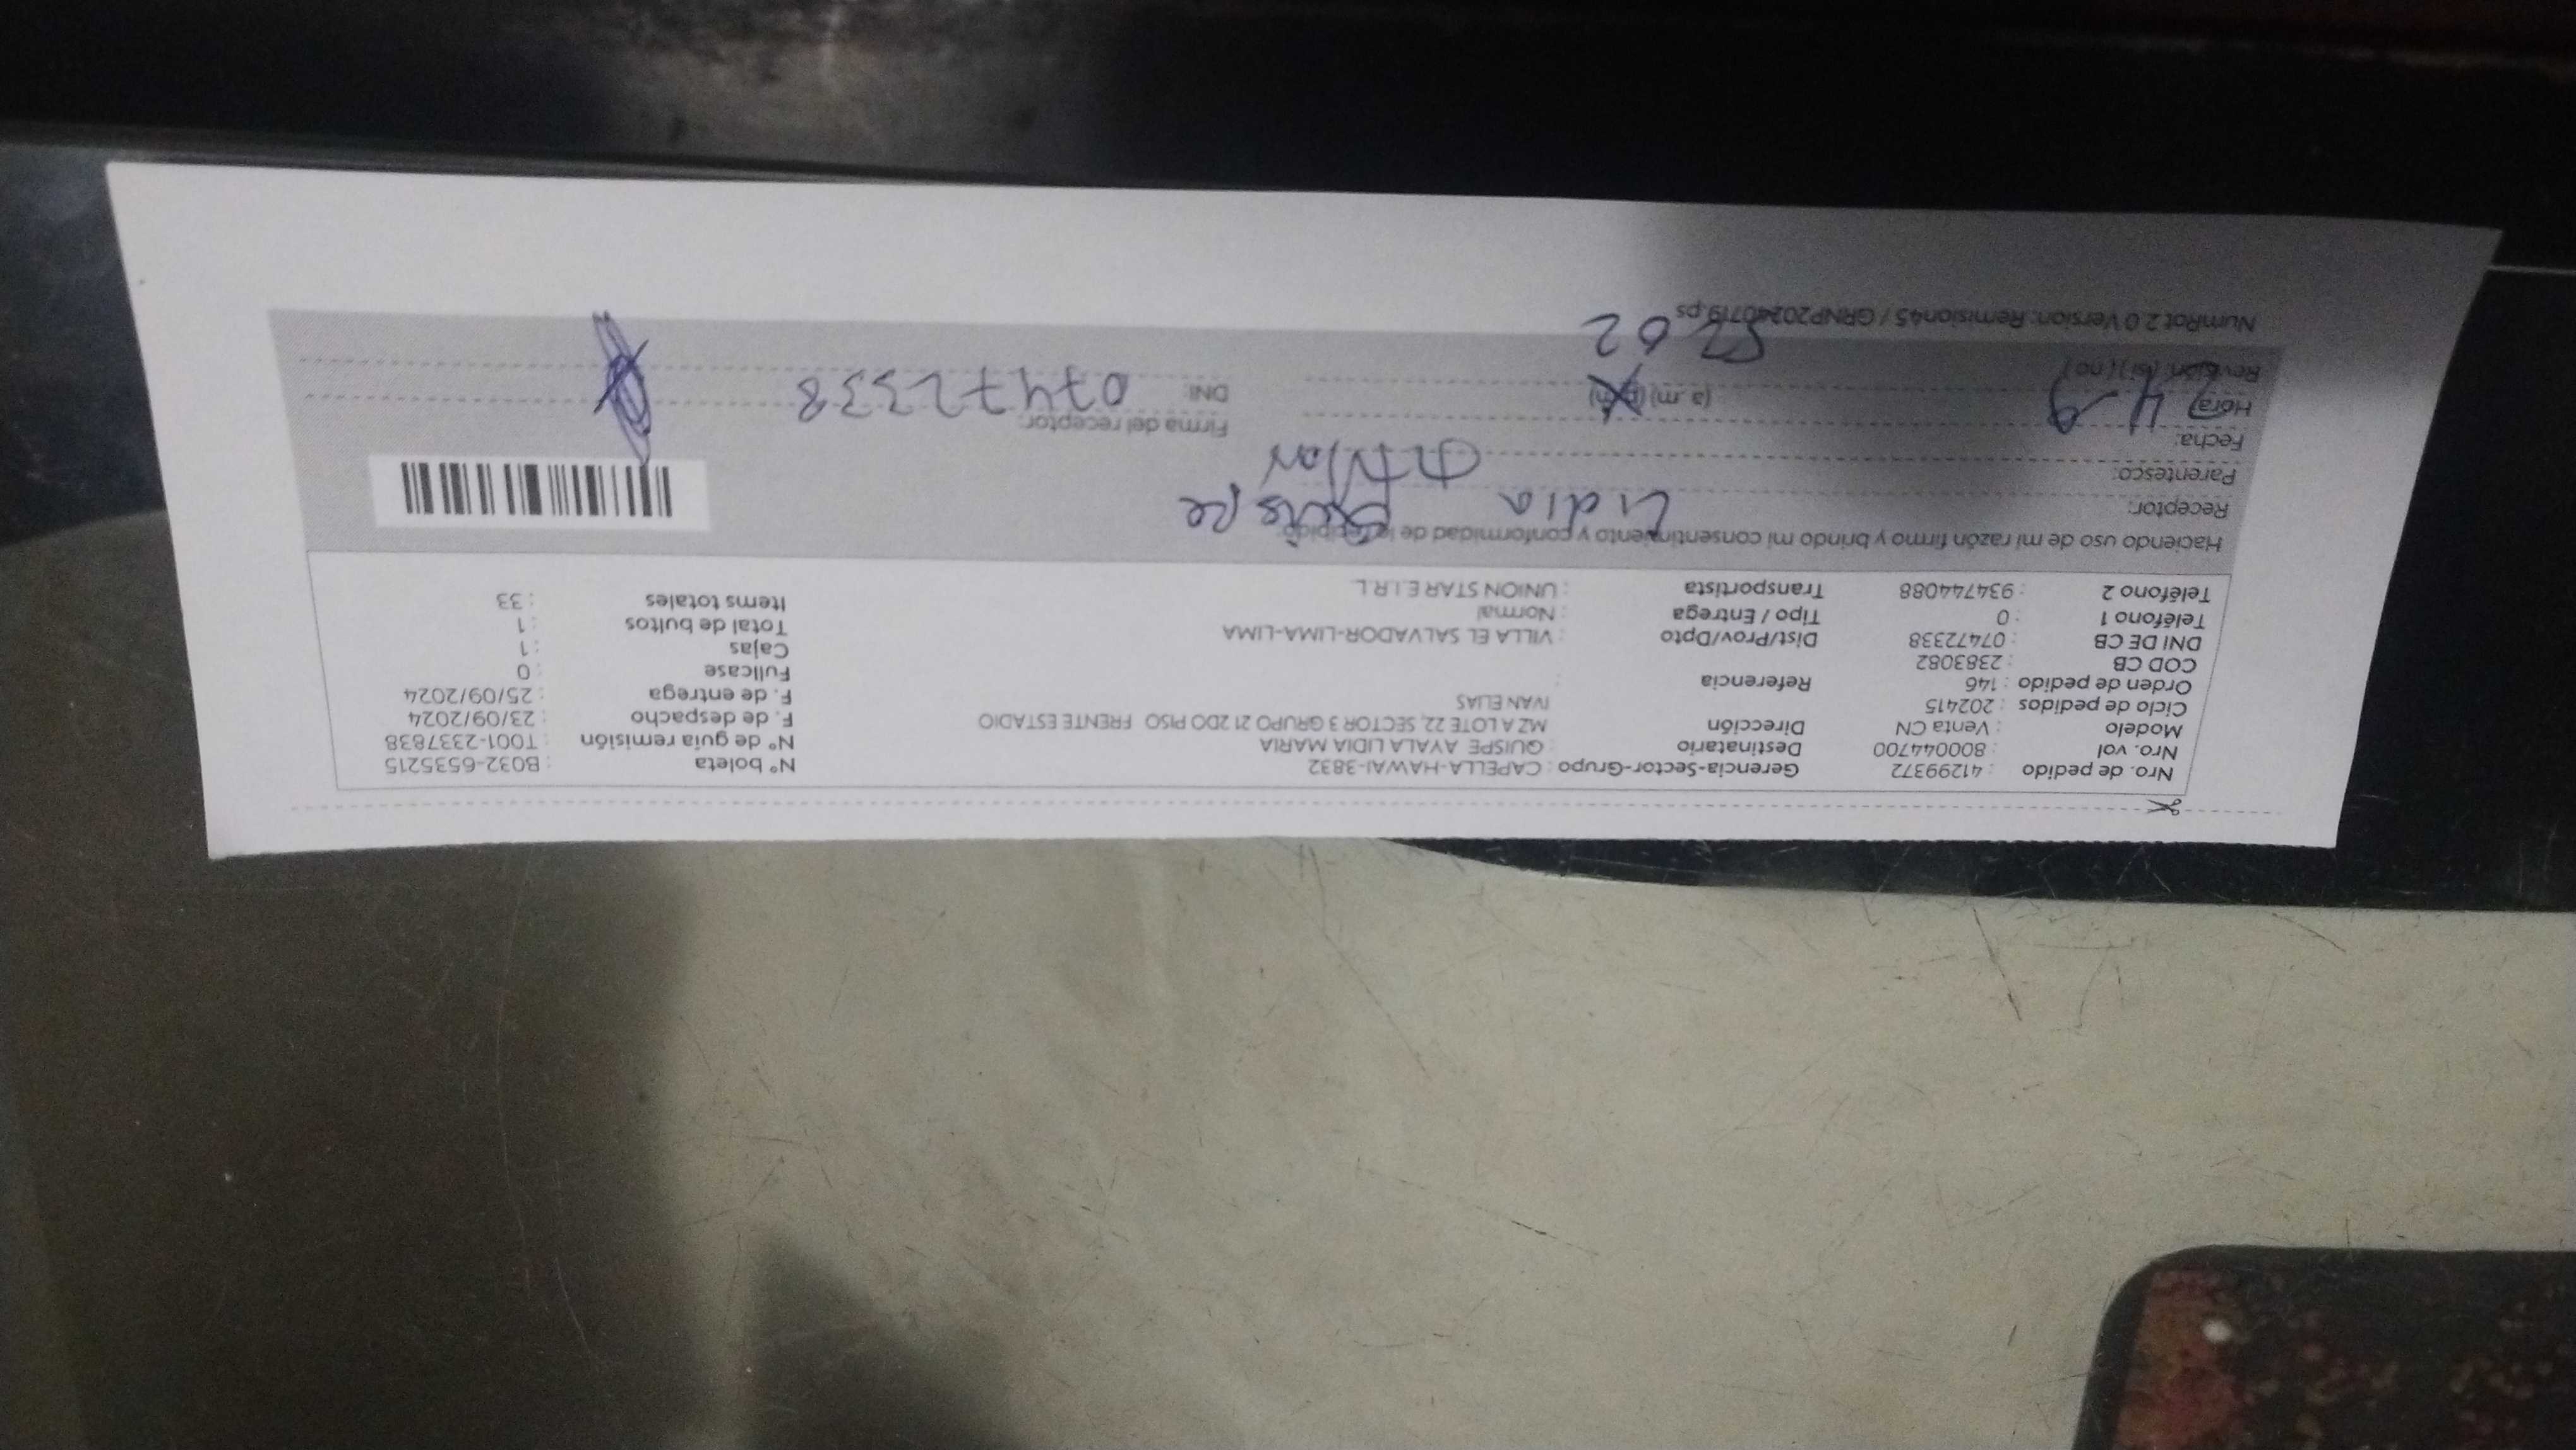 Nro. de pedido : 41299372 Gerencia-Sector-Grupo : CAPELLA-HAWAI-3832 N° boleta : B032-6535215
Nro. vol : 800044700 Destinatario : QUISPE AYALA LIDIA MARIA N° de guía remisión : T001-2337838
Modelo : Venta CN Dirección MZ A LOTE 22, SECTOR 3 GRUPO 21 2DO PISO FRENTE ESTADIO F. de despacho : 23/09/2024
Ciclo de pedidos : 202415 IVAN ELIAS F. de entrega : 25/09/2024
Orden de pedido : 146 Referencia : Fullcase : 0
COD CB : 2383082 Cajas : 1
DNI DE CB : 07472338 Dist/Prov/Dpto : VILLA EL SALVADOR-LIMA-LIMA Total de bultos : 1
Teléfono 1 : 0 Tipo / Entrega : Normal Items totales : 33
Teléfono 2 : 934744088 Transportista : UNION STAR E.I.R.L.
Haciendo uso de mi razón firmo y brindo mi consentimiento y conformidad de lo recibido:
Receptor: Lidia Quispe
Parentesco:
Fecha: 24-9 Firma del receptor:
Hora: (a .m) (p.m) DNI: 07472338
Revisión: (si) ( no)
NumRot 2.0 Version: Remision45 / GRNP20240719.ps